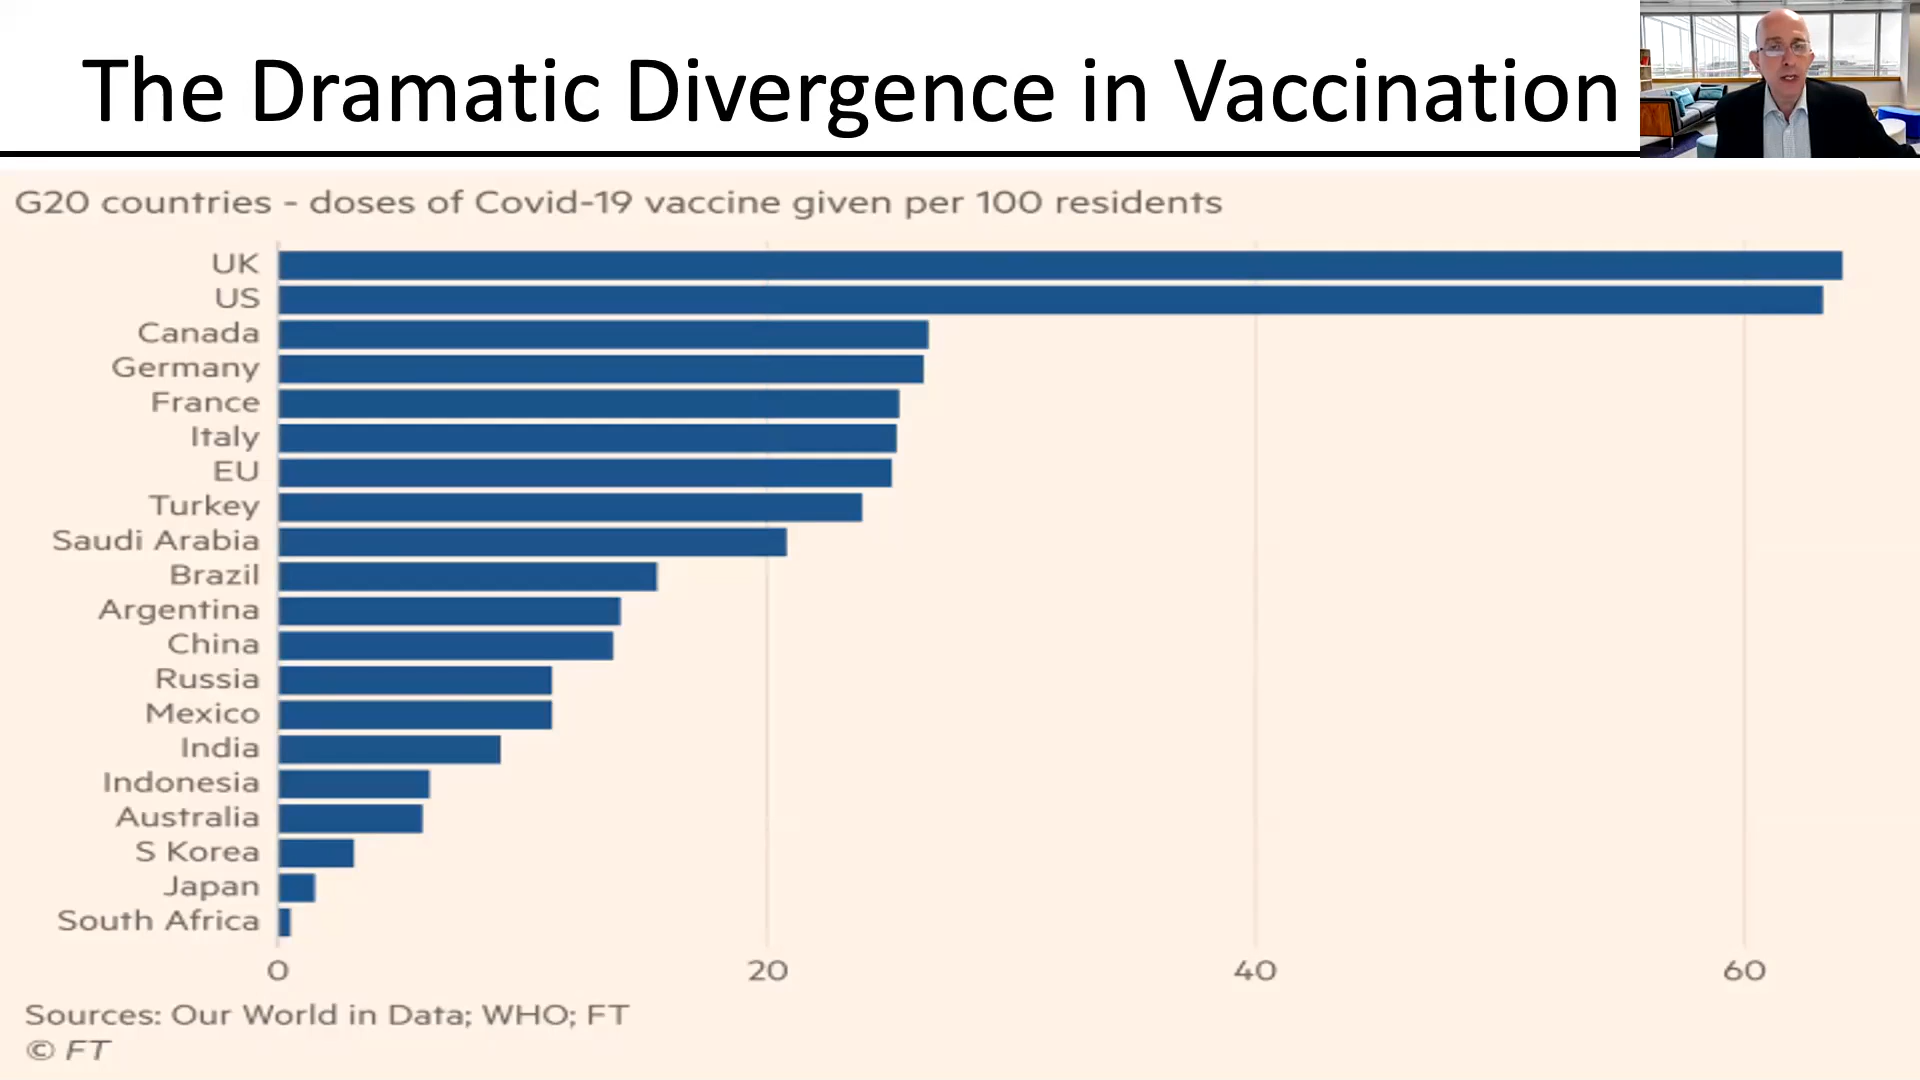 The Dramatic Divergence in Vaccination
G20 countries - doses of Covid-19 vaccine given per 100 residents
UK
US
Canada
Germany
France
Italy
EU
Turkey
Saudi Arabia
Brazil
Argentina
China
Russia
Mexico
India
Indonesia
Australia
S Korea
Japan
South Africa
0 20 40 60
Sources: Our World in Data; WHO; FT
© FT